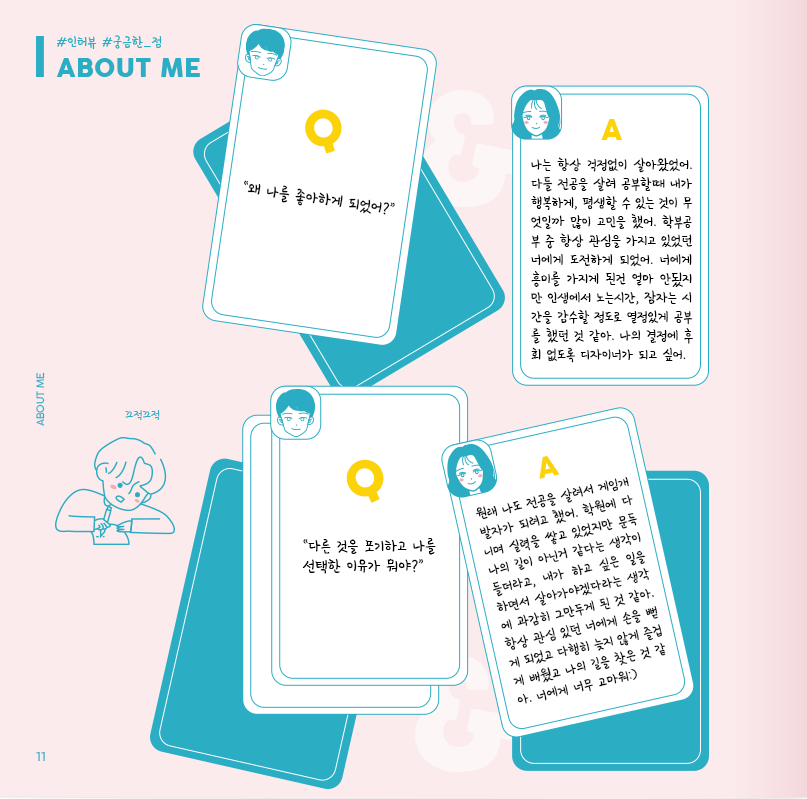 #인터뷰 #궁금한_점
ABOUT ME
Q
“왜 나를 좋아하게 되었어?”
A
나는 항상 걱정없이 살아왔었어.
다들 전공을 살려 공부할때 내가
행복하게, 평생할 수 있는 것이 무
엇일까 많이 고민을 했어. 학부공
부 중 항상 관심을 가지고 있었던
너에게 도전하게 되었어. 너에게
흥미를 가지게 된건 얼마 안됬지
만 인생에서 노는시간, 잠자는 시
간을 감수할 정도로 열정있게 공부
를 했던 것 같아. 나의 결정에 후
회 없도록 디자이너가 되고 싶어.
ABOUT ME
끄적끄적
Q
“다른 것을 포기하고 나를
선택한 이유가 뭐야?”
A
원래 나도 전공을 살려서 게임개
발자가 되려고 했어. 학원에 다
니며 실력을 쌓고 있었지만 문득
나의 길이 아닌거 같다는 생각이
들더라고, 내가 하고 싶은 일을
하면서 살아가야겠다라는 생각
에 과감히 그만두게 된 것 같아.
항상 관심 있던 너에게 손을 뻗
게 되었고 다행히 늦지 않게 즐겁
게 배웠고 나의 길을 찾은 것 같
아. 너에게 너무 고마워:)
11
&
&